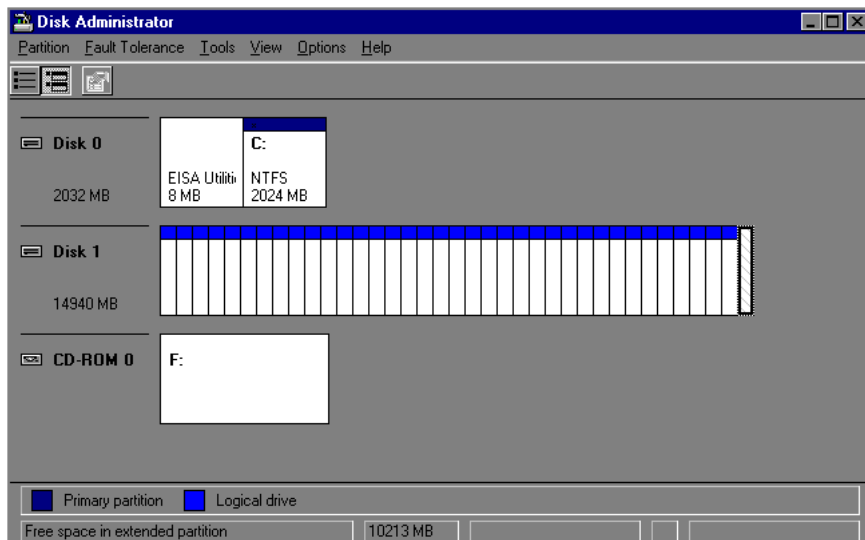 Disk Administrator
Partition Fault Tolerance Tools View Options Help
Disk 0
2032 MB
EISA Utiliti
8 MB
C:
NTFS
2024 MB
Disk 1
14940 MB
CD-ROM 0
F:
Primary partition Logical drive
Free space in extended partition 10213 MB